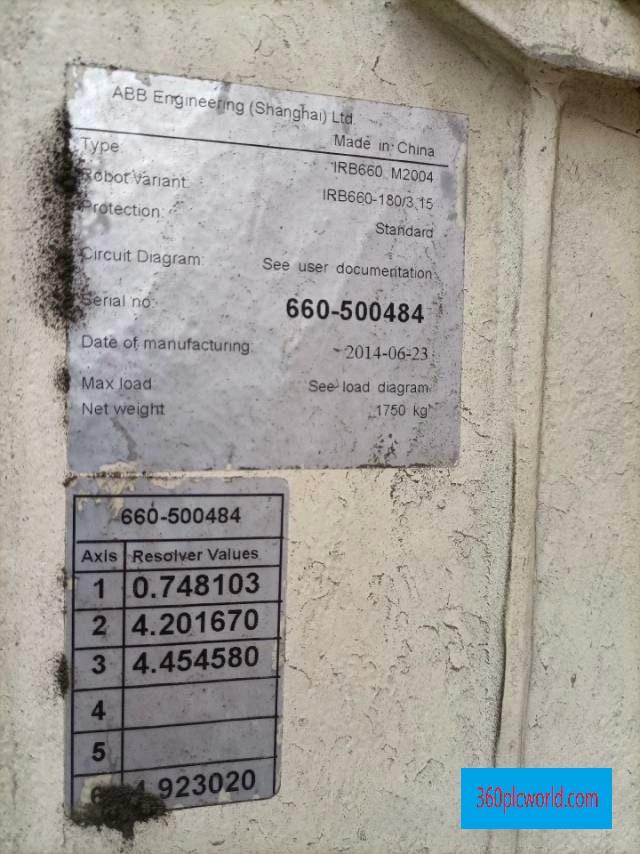 ABB Engineering (Shanghai) Ltd
Made in China
Type IRB660 M2004
Robot variant: IRB660-180/3,15
Protection: Standard
Circuit Diagram: See user documentation
Serial no: 660-500484
Date of manufacturing: 2014-06-23
Max load See load diagram
Net weight 1750 kg
660-500484
Axis Resolver Values
1 0.748103
2 4.201670
3 4.454580
4
5
6 .923020
360plcworld.com